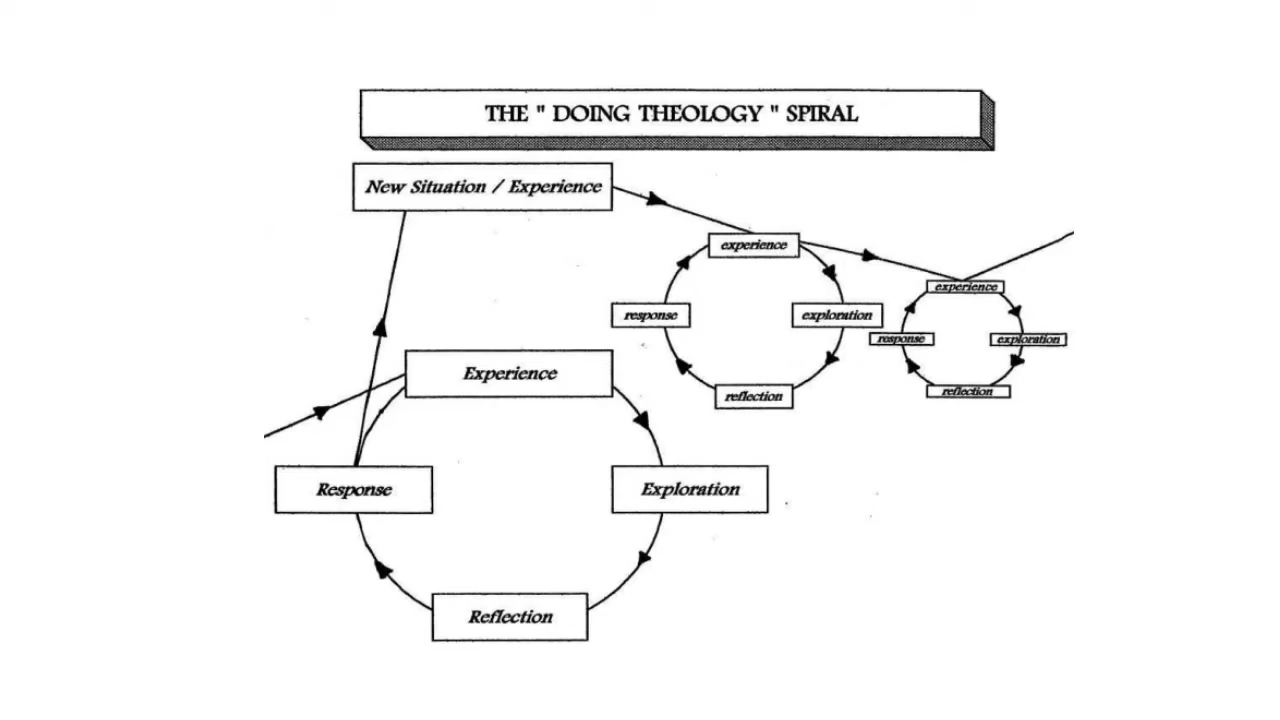 THE " DOING THEOLOGY " SPIRAL
New Situation / Experience
Experience
Exploration
Reflection
Response
experience
exploration
reflection
response
experience
exploration
reflection
response